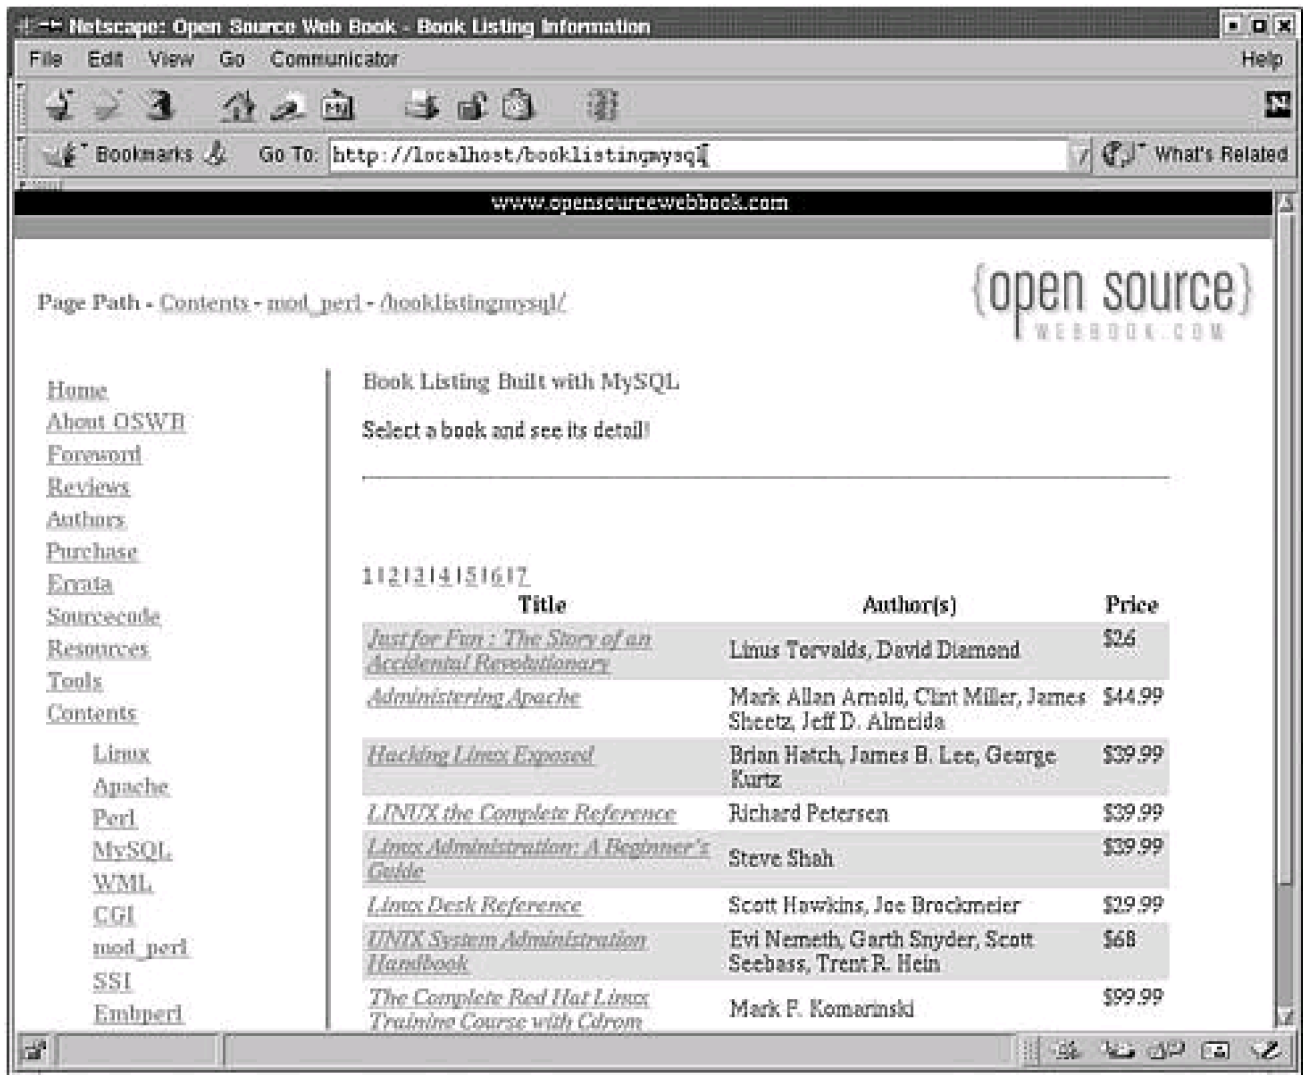 Netscape: Open Source Web Book - Book Listing Information
File Edit View Go Communicator Help
Bookmarks Go To: http://localhost/booklistingmysql What's Related
www.opensourcewebbook.com
Page Path - Contents - mod_perl - /booklistingmysql/
{open source}
WEBBOOK.COM
Home
About OSWB
Foreword
Reviews
Authors
Purchase
Errata
Sourcecode
Resources
Tools
Contents
Linux
Apache
Perl
MySQL
WML
CGI
mod_perl
SSI
Embperl
Book Listing Built with MySQL
Select a book and see its detail!
1 | 2 | 3 | 4 | 5 | 6 | 7
Title Author(s) Price
Just for Fun : The Story of an
Accidental Revolutionary
Linus Torvalds, David Diamond $26
Administering Apache
Mark Allan Arnold, Clint Miller, James
Sheetz, Jeff D. Almeida
$44.99
Hacking Linux Exposed
Brian Hatch, James B. Lee, George
Kurtz
$39.99
LINUX the Complete Reference Richard Petersen $39.99
Linux Administration: A Beginner's
Guide
Steve Shah $39.99
Linux Desk Reference Scott Hawkins, Joe Brockmeier $29.99
UNIX System Administration
Handbook
Evi Nemeth, Garth Snyder, Scott
Seebass, Trent R. Hein
$68
The Complete Red Hat Linux
Training Course with Cdrom
Mark F. Komarinski $99.99